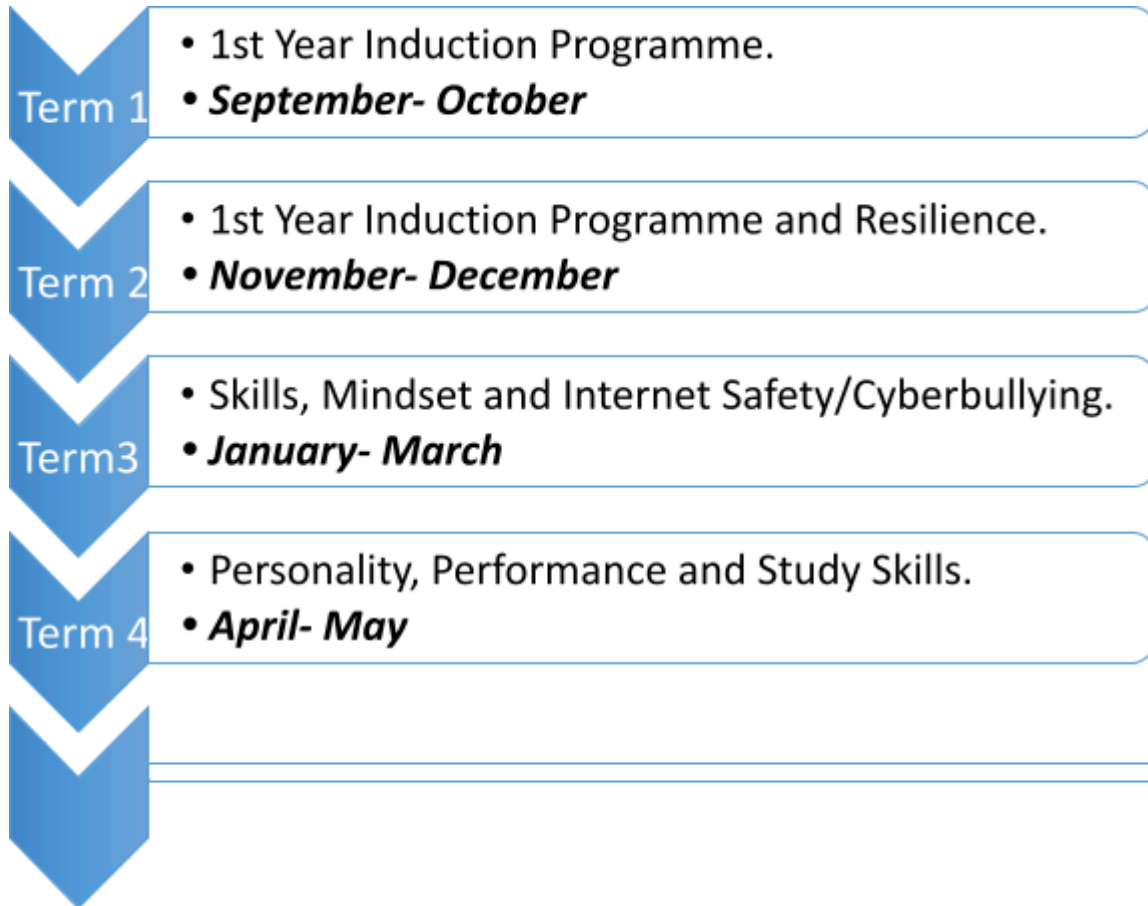 Term 1
• 1st Year Induction Programme.
• September- October
Term 2
• 1st Year Induction Programme and Resilience.
• November- December
Term3
• Skills, Mindset and Internet Safety/Cyberbullying.
• January- March
Term 4
• Personality, Performance and Study Skills.
• April- May